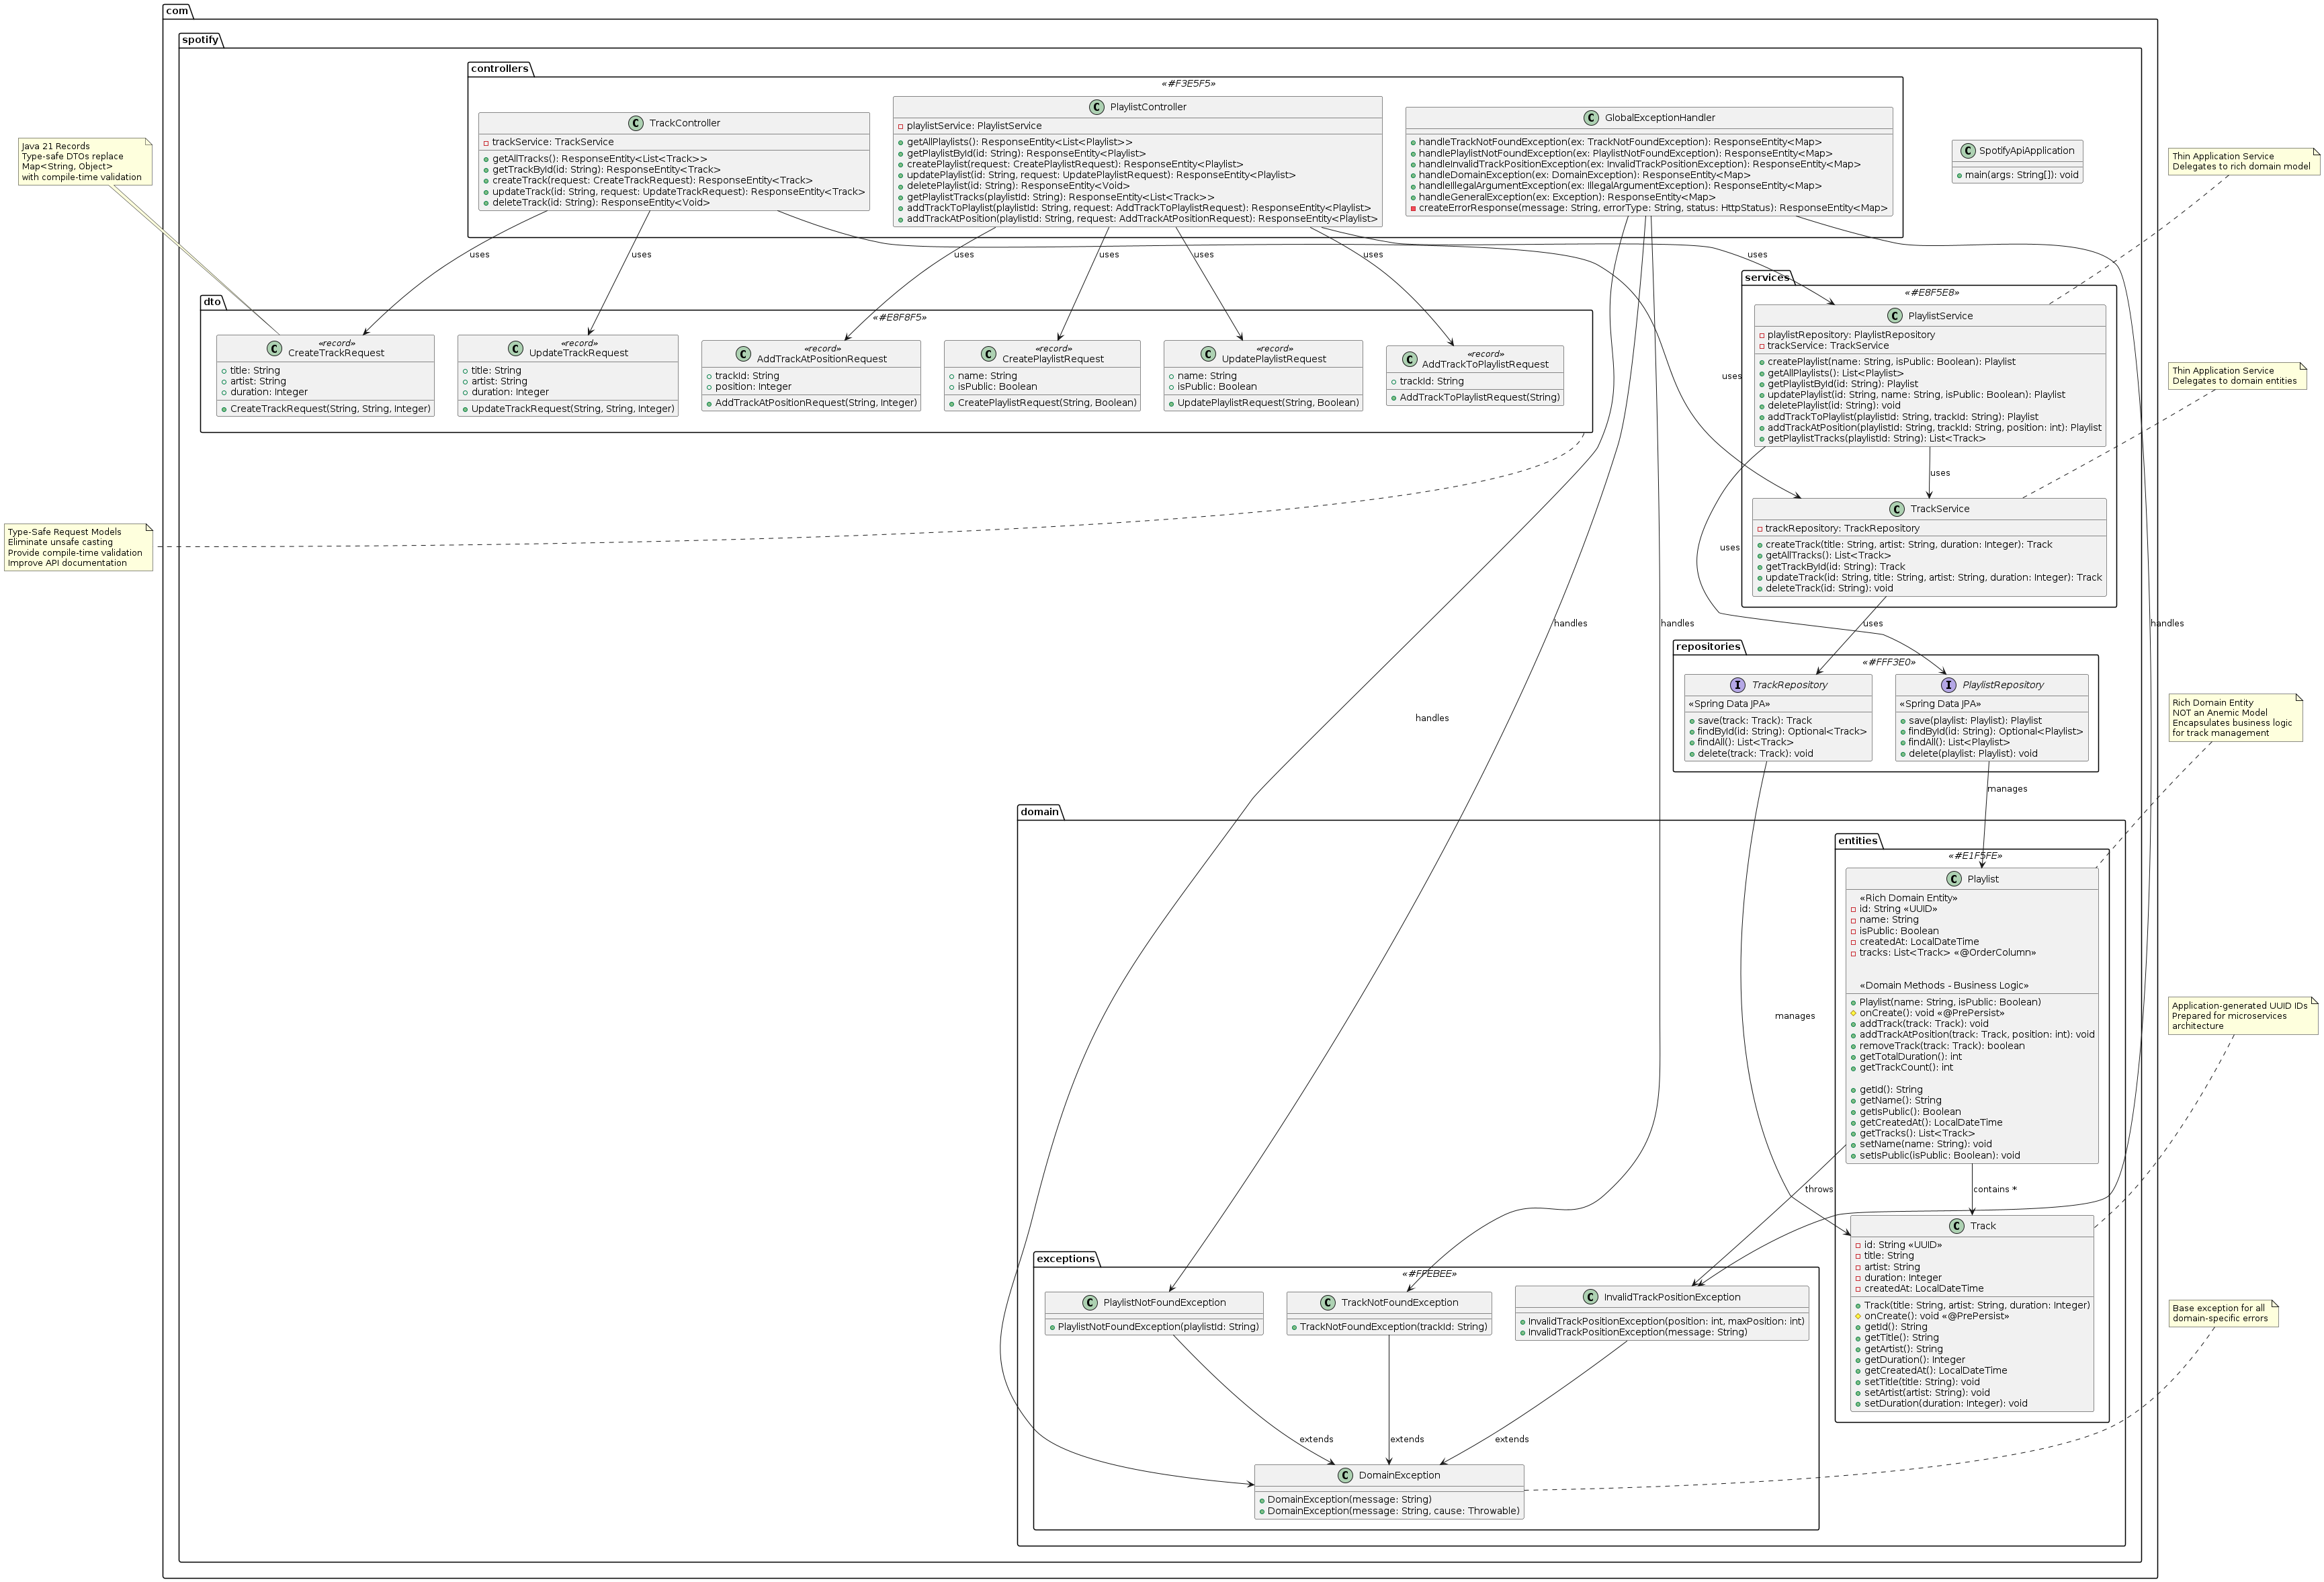 com
spotify
controllers
«#F3E5F5»
TrackController
trackService: TrackService
getAllTracks(): ResponseEntity<List<Track>>
getTrackById(id: String): ResponseEntity<Track>
createTrack(request: CreateTrackRequest): ResponseEntity<Track>
updateTrack(id: String, request: UpdateTrackRequest): ResponseEntity<Track>
deleteTrack(id: String): ResponseEntity<Void>
PlaylistController
playlistService: PlaylistService
getAllPlaylists(): ResponseEntity<List<Playlist>>
getPlaylistById(id: String): ResponseEntity<Playlist>
createPlaylist(request: CreatePlaylistRequest): ResponseEntity<Playlist>
updatePlaylist(id: String, request: UpdatePlaylistRequest): ResponseEntity<Playlist>
deletePlaylist(id: String): ResponseEntity<Void>
getPlaylistTracks(playlistId: String): ResponseEntity<List<Track>>
addTrackToPlaylist(playlistId: String, request: AddTrackToPlaylistRequest): ResponseEntity<Playlist>
addTrackAtPosition(playlistId: String, request: AddTrackAtPositionRequest): ResponseEntity<Playlist>
GlobalExceptionHandler
handleTrackNotFoundException(ex: TrackNotFoundException): ResponseEntity<Map>
handlePlaylistNotFoundException(ex: PlaylistNotFoundException): ResponseEntity<Map>
handleInvalidTrackPositionException(ex: InvalidTrackPositionException): ResponseEntity<Map>
handleDomainException(ex: DomainException): ResponseEntity<Map>
handleIllegalArgumentException(ex: IllegalArgumentException): ResponseEntity<Map>
handleGeneralException(ex: Exception): ResponseEntity<Map>
createErrorResponse(message: String, errorType: String, status: HttpStatus): ResponseEntity<Map>
SpotifyApiApplication
main(args: String[]): void
Java 21 Records
Type-safe DTOs replace
Map<String, Object>
with compile-time validation
Thin Application Service
Delegates to rich domain model
uses
uses
uses
uses
uses
uses
uses
dto
«#E8F8F5»
«record»
CreateTrackRequest
title: String
artist: String
duration: Integer
CreateTrackRequest(String, String, Integer)
«record»
UpdateTrackRequest
title: String
artist: String
duration: Integer
UpdateTrackRequest(String, String, Integer)
«record»
AddTrackAtPositionRequest
trackId: String
position: Integer
AddTrackAtPositionRequest(String, Integer)
«record»
CreatePlaylistRequest
name: String
isPublic: Boolean
CreatePlaylistRequest(String, Boolean)
«record»
UpdatePlaylistRequest
name: String
isPublic: Boolean
UpdatePlaylistRequest(String, Boolean)
«record»
AddTrackToPlaylistRequest
trackId: String
AddTrackToPlaylistRequest(String)
services
«#E8F5E8»
PlaylistService
playlistRepository: PlaylistRepository
trackService: TrackService
createPlaylist(name: String, isPublic: Boolean): Playlist
getAllPlaylists(): List<Playlist>
getPlaylistById(id: String): Playlist
updatePlaylist(id: String, name: String, isPublic: Boolean): Playlist
deletePlaylist(id: String): void
addTrackToPlaylist(playlistId: String, trackId: String): Playlist
addTrackAtPosition(playlistId: String, trackId: String, position: int): Playlist
getPlaylistTracks(playlistId: String): List<Track>
Thin Application Service
Delegates to domain entities
uses
uses
TrackService
trackRepository: TrackRepository
createTrack(title: String, artist: String, duration: Integer): Track
getAllTracks(): List<Track>
getTrackById(id: String): Track
updateTrack(id: String, title: String, artist: String, duration: Integer): Track
deleteTrack(id: String): void
Type-Safe Request Models
Eliminate unsafe casting
Provide compile-time validation
Improve API documentation
uses
handles
handles
handles
handles
repositories
«#FFF3E0»
TrackRepository
«Spring Data JPA»
save(track: Track): Track
findById(id: String): Optional<Track>
findAll(): List<Track>
delete(track: Track): void
PlaylistRepository
«Spring Data JPA»
save(playlist: Playlist): Playlist
findById(id: String): Optional<Playlist>
findAll(): List<Playlist>
delete(playlist: Playlist): void
Rich Domain Entity
NOT an Anemic Model
Encapsulates business logic
for track management
manages
manages
domain
entities
«#E1F5FE»
Playlist
«Rich Domain Entity»
id: String «UUID»
name: String
isPublic: Boolean
createdAt: LocalDateTime
tracks: List<Track> «@OrderColumn»
«Domain Methods - Business Logic»
Playlist(name: String, isPublic: Boolean)
onCreate(): void «@PrePersist»
addTrack(track: Track): void
addTrackAtPosition(track: Track, position: int): void
removeTrack(track: Track): boolean
getTotalDuration(): int
getTrackCount(): int
getId(): String
getName(): String
getIsPublic(): Boolean
getCreatedAt(): LocalDateTime
getTracks(): List<Track>
setName(name: String): void
setIsPublic(isPublic: Boolean): void
Application-generated UUID IDs
Prepared for microservices
architecture
throws
contains *
Track
id: String «UUID»
title: String
artist: String
duration: Integer
createdAt: LocalDateTime
Track(title: String, artist: String, duration: Integer)
onCreate(): void «@PrePersist»
getId(): String
getTitle(): String
getArtist(): String
getDuration(): Integer
getCreatedAt(): LocalDateTime
setTitle(title: String): void
setArtist(artist: String): void
setDuration(duration: Integer): void
exceptions
«#FFEBEE»
PlaylistNotFoundException
PlaylistNotFoundException(playlistId: String)
TrackNotFoundException
TrackNotFoundException(trackId: String)
InvalidTrackPositionException
InvalidTrackPositionException(position: int, maxPosition: int)
InvalidTrackPositionException(message: String)
Base exception for all
domain-specific errors
extends
extends
extends
DomainException
DomainException(message: String)
DomainException(message: String, cause: Throwable)